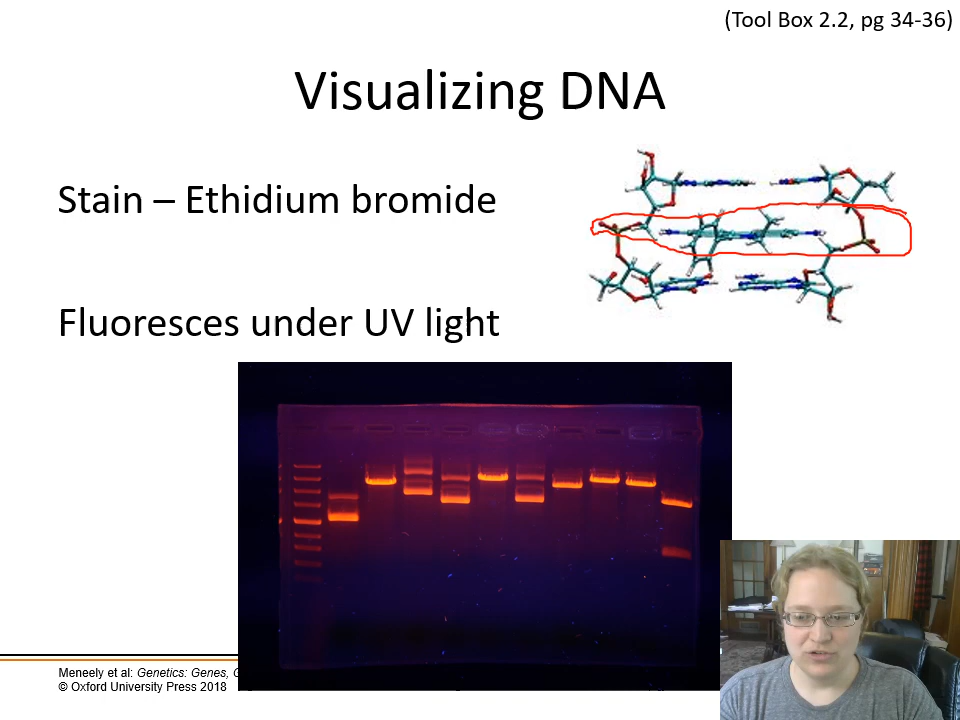 (Tool Box 2.2, pg 34-36)
Visualizing DNA
Stain – Ethidium bromide
Fluoresces under UV light
Meneely et al: Genetics: Genes,
© Oxford University Press 2018